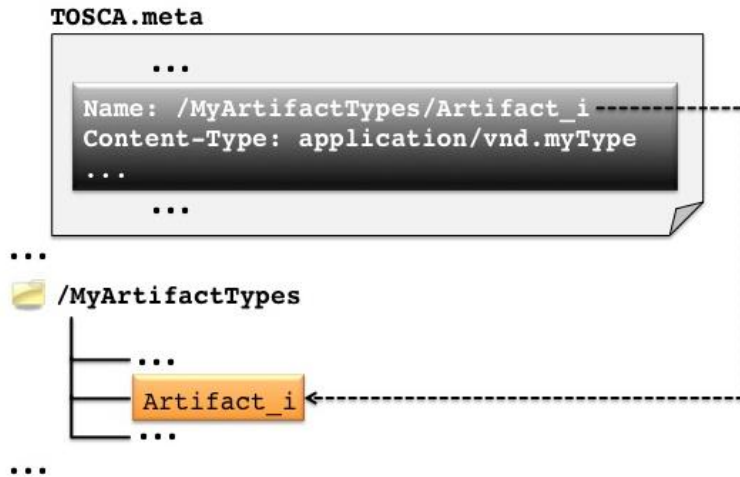 TOSCA.meta
...
Name: /MyArtifactTypes/Artifact_i
Content-Type: application/vnd.myType
...
...
...
/MyArtifactTypes
...
Artifact_i
...
...